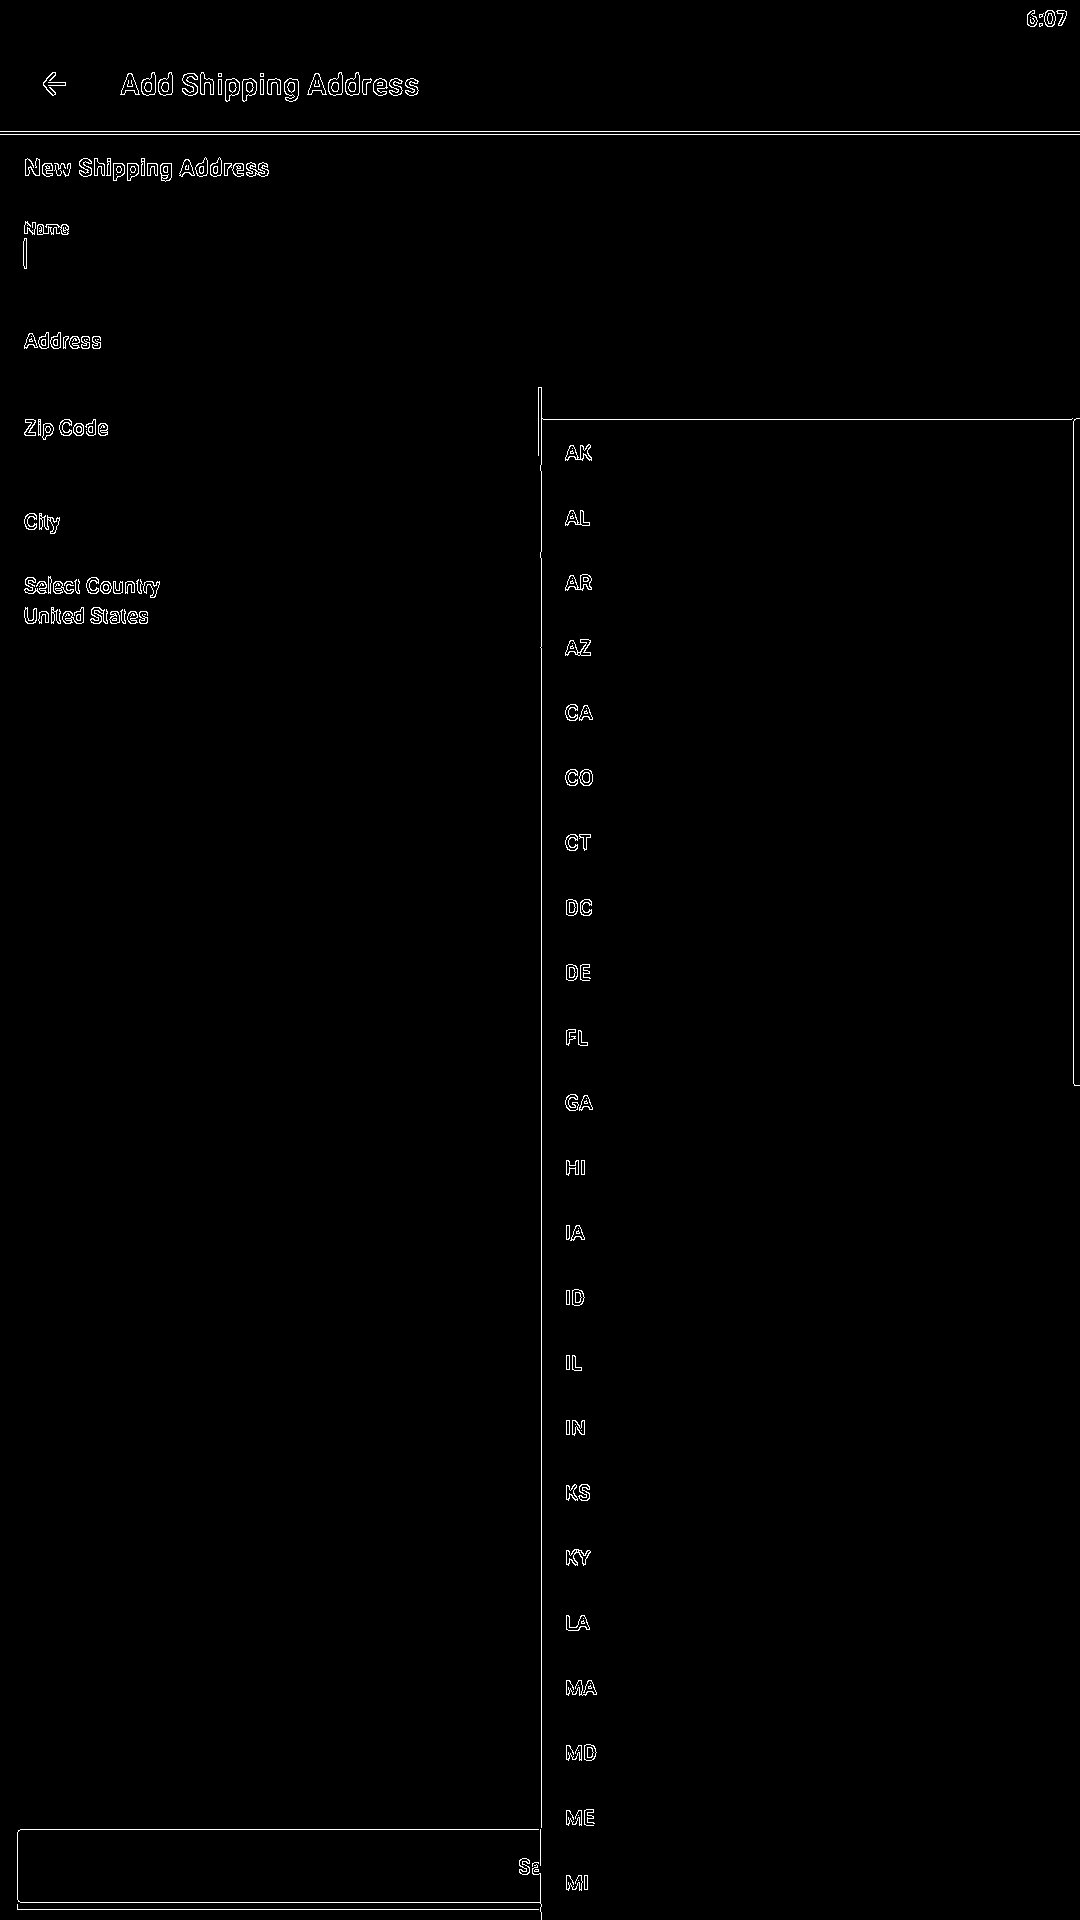 6:07
Add Shipping Address
New Shipping Address
Name
Address
Zip Code
City
Select Country
United States
AK
AL
AR
AZ
CA
CO
CT
DC
DE
FL
GA
HI
IA
ID
IL
IN
KS
KY
LA
MA
MD
ME
MI